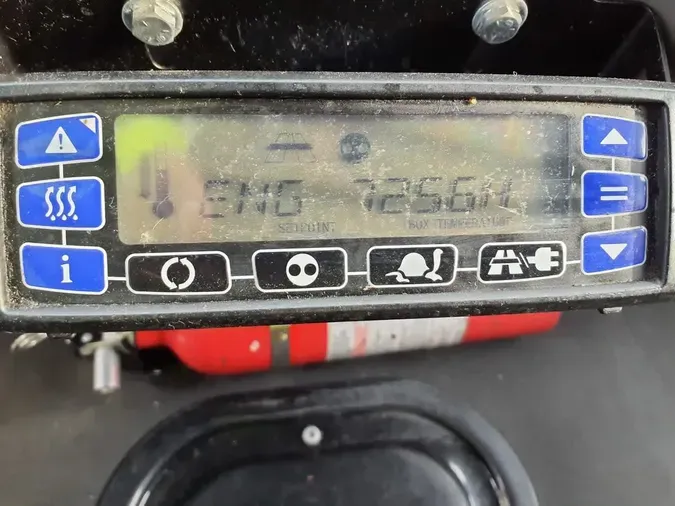 ENG 7256H
SETPOINT BOX TEMPERATURE
i